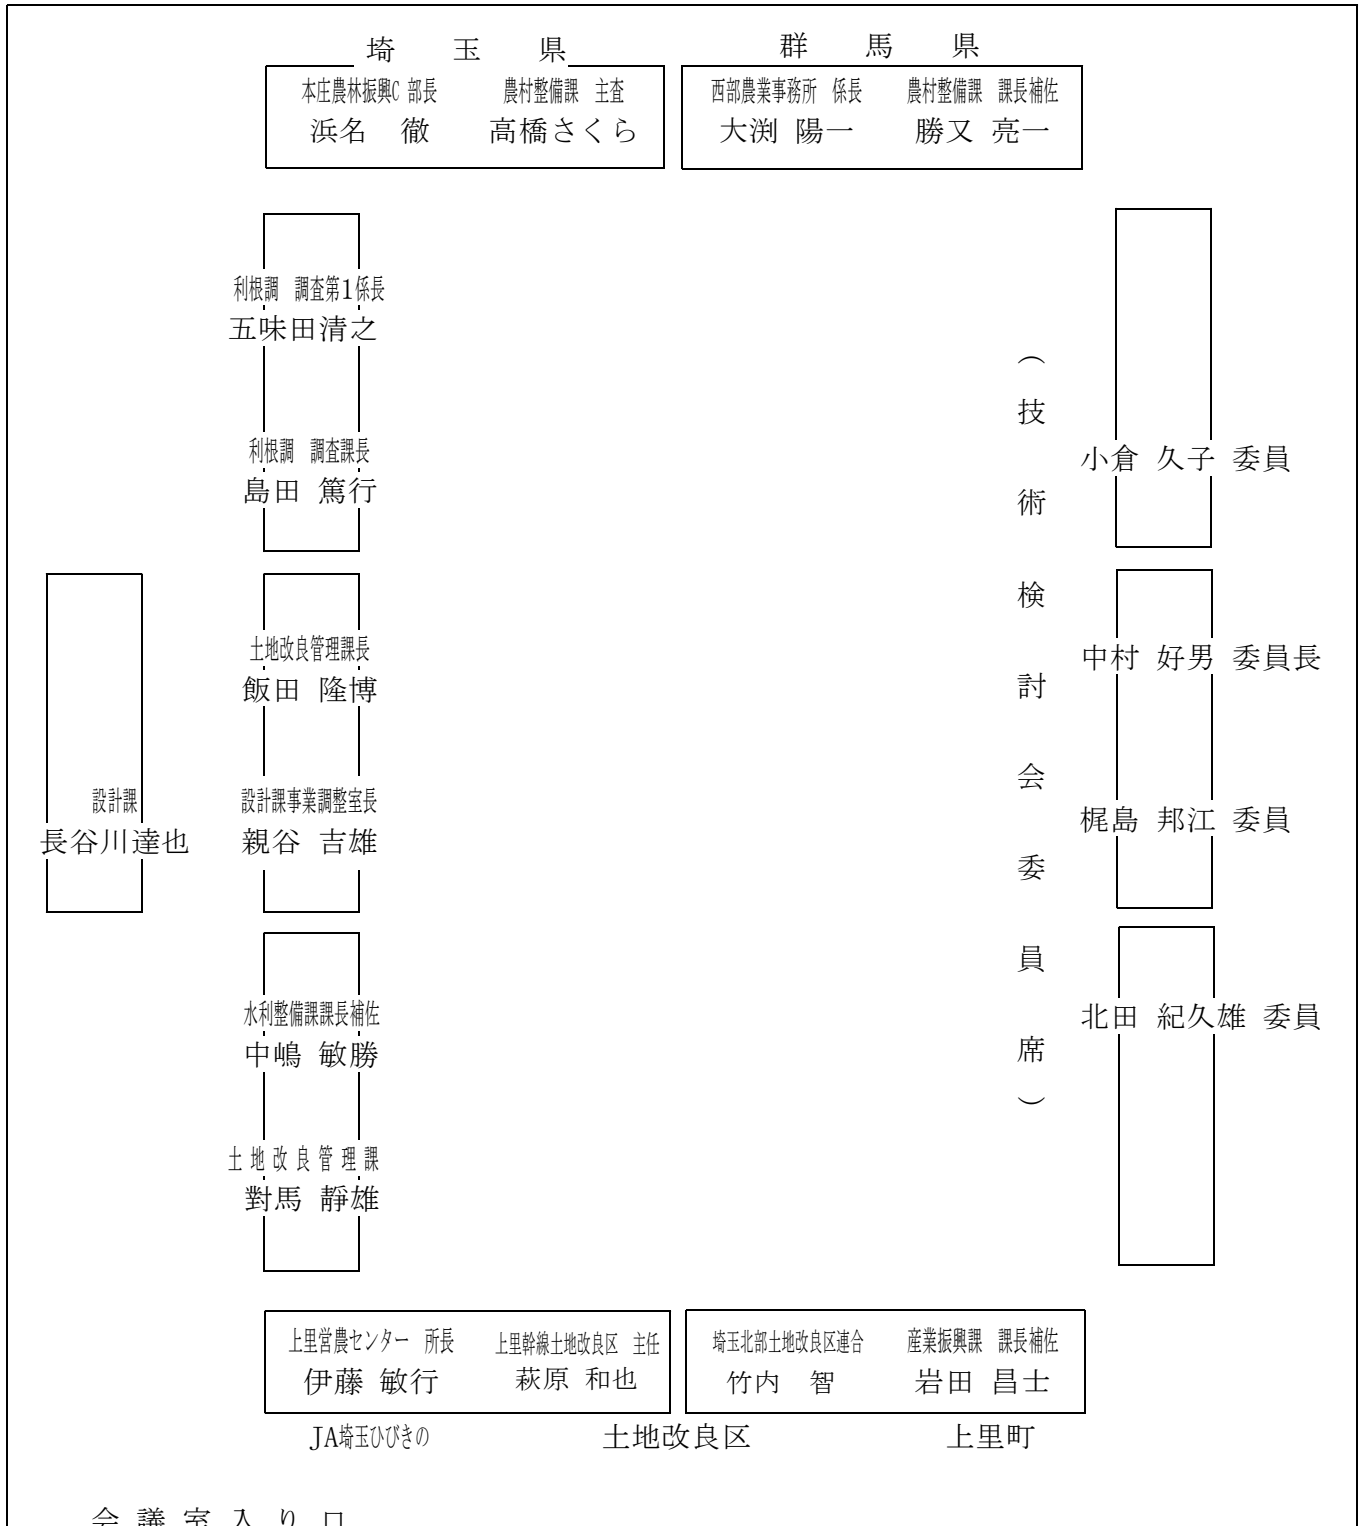 埼　玉　県
群　馬　県
本庄農林振興C 部長　農村整備課　主査
浜名　徹　高橋さくら
西部農業事務所　係長　農村整備課　課長補佐
大渕 陽一　勝又 亮一
利根調　調査第1係長
五味田清之
利根調　調査課長
島田 篤行
土地改良管理課長
飯田 隆博
設計課事業調整室長
親谷 吉雄
設計課
長谷川達也
水利整備課課長補佐
中嶋 敏勝
土地改良管理課
對馬 靜雄
（技術検討会委員席）
小倉 久子 委員
中村 好男 委員長
梶島 邦江 委員
北田 紀久雄 委員
上里営農センター　所長　上里幹線土地改良区　主任
伊藤 敏行　萩原 和也
埼玉北部土地改良区連合　産業振興課　課長補佐
竹内　智　岩田 昌士
JA埼玉ひびきの　土地改良区　上里町
会議室入り口